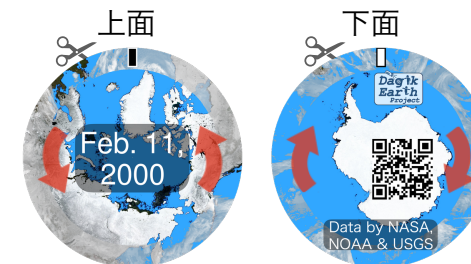 上面
下面
Feb. 11,
2000
Dagik
Earth
Project
Data by NASA,
NOAA & USGS